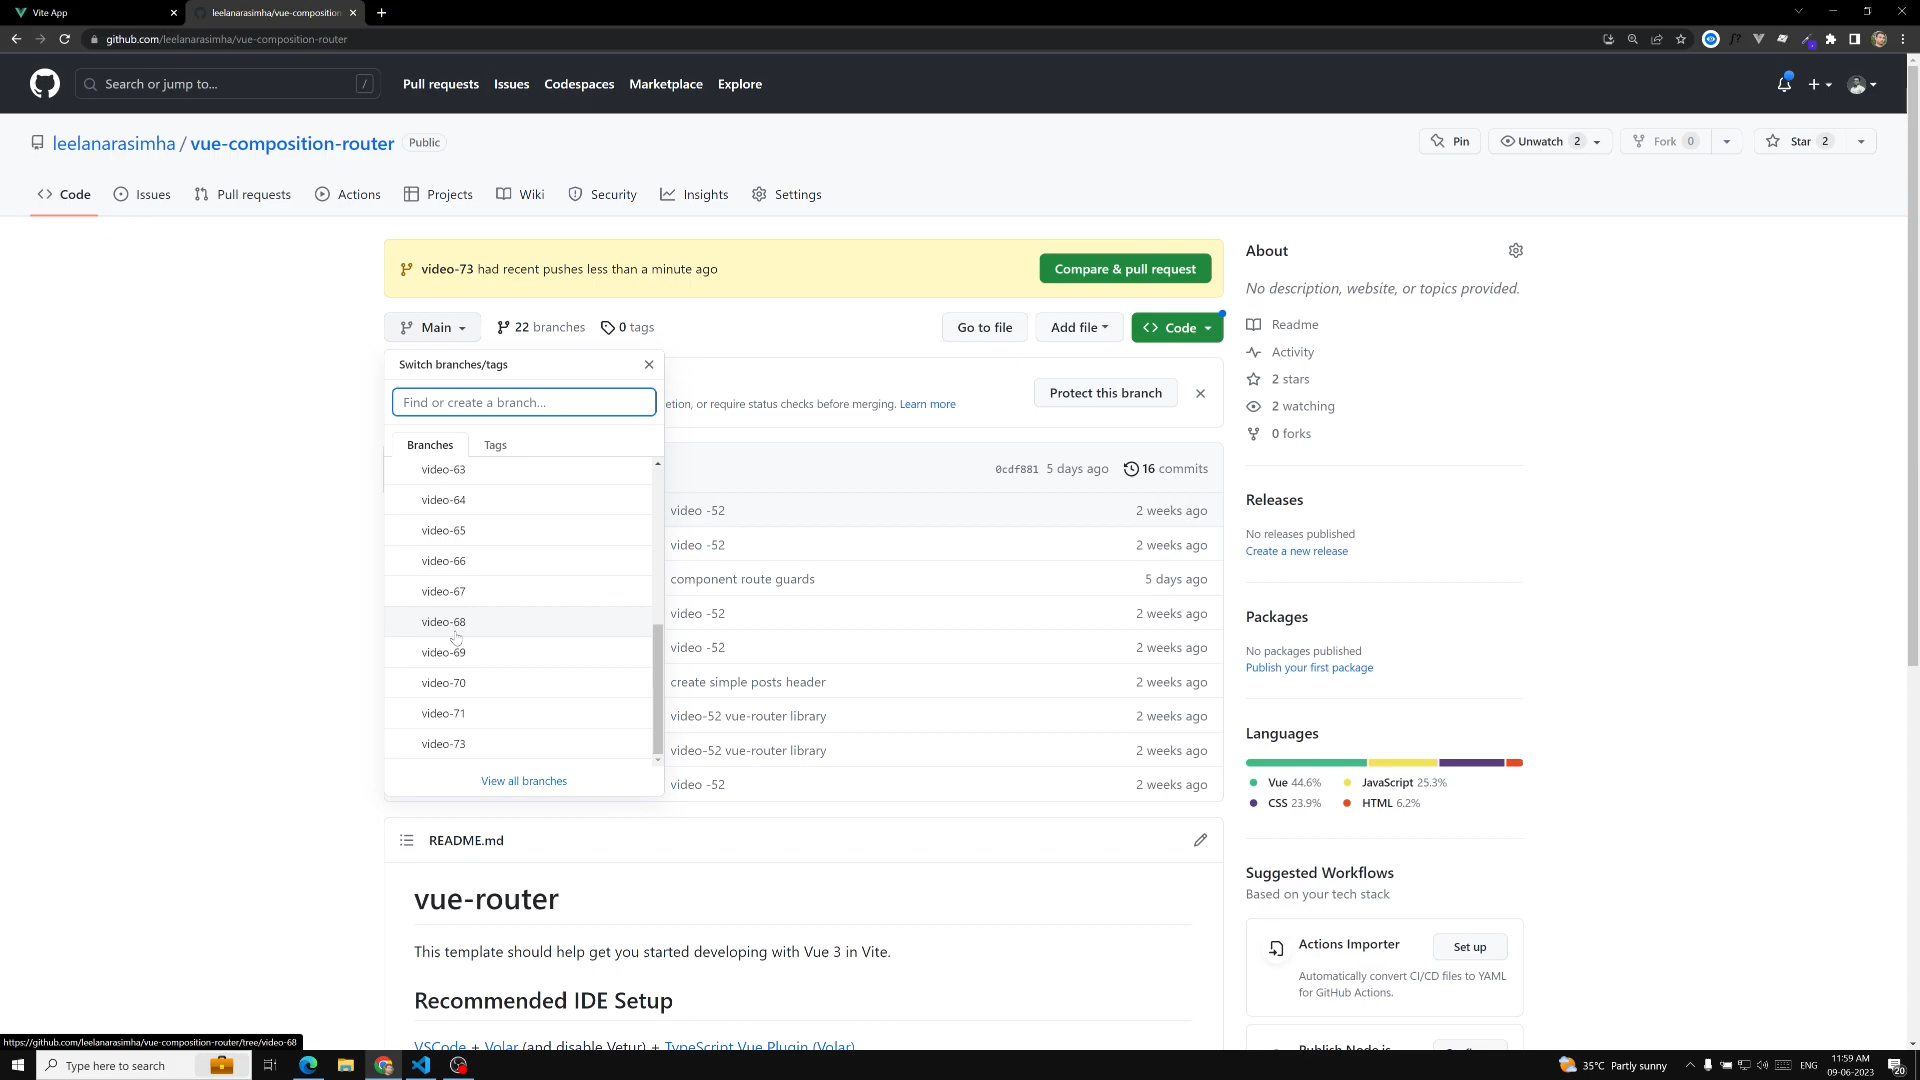 Vite App
leelanarasimha/vue-composition
github.com/leelanarasimha/vue-composition-router
Search or jump to...
/
Pull requests
Issues
Codespaces
Marketplace
Explore
leelanarasimha / vue-composition-router
Public
Pin
Unwatch 2
Fork 0
Star 2
Code
Issues
Pull requests
Actions
Projects
Wiki
Security
Insights
Settings
video-73 had recent pushes less than a minute ago
Compare & pull request
Main
22 branches
0 tags
Go to file
Add file
Code
Switch branches/tags
Find or create a branch...
Branches
Tags
video-63
video-64
video-65
video-66
video-67
video-68
video-69
video-70
video-71
video-73
View all branches
etion, or require status checks before merging. Learn more
Protect this branch
0cdf881 5 days ago
16 commits
video -52 2 weeks ago
video -52 2 weeks ago
component route guards 5 days ago
video -52 2 weeks ago
video -52 2 weeks ago
create simple posts header 2 weeks ago
video-52 vue-router library 2 weeks ago
video-52 vue-router library 2 weeks ago
video -52 2 weeks ago
README.md
vue-router
This template should help get you started developing with Vue 3 in Vite.
Recommended IDE Setup
VSCode + Volar (and disable Vetur) + TypeScript Vue Plugin (Volar)
About
No description, website, or topics provided.
Readme
Activity
2 stars
2 watching
0 forks
Releases
No releases published
Create a new release
Packages
No packages published
Publish your first package
Languages
Vue 44.6%
JavaScript 25.3%
CSS 23.9%
HTML 6.2%
Suggested Workflows
Based on your tech stack
Actions Importer
Set up
Automatically convert CI/CD files to YAML
for GitHub Actions.
Publish Node.js
https://github.com/leelanarasimha/vue-composition-router/tree/video-68
Type here to search
35°C Partly sunny
ENG
11:59 AM
09-06-2023
20